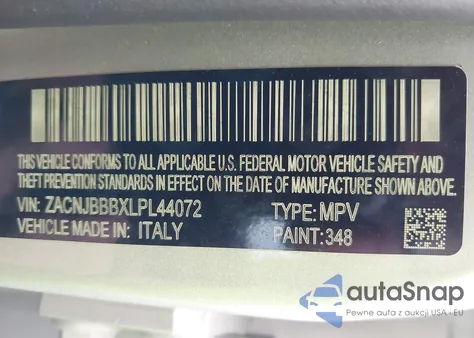 THIS VEHICLE CONFORMS TO ALL APPLICABLE U.S. FEDERAL MOTOR VEHICLE SAFETY AND
THEFT PREVENTION STANDARDS IN EFFECT ON THE DATE OF MANUFACTURE SHOWN ABOVE.
VIN: ZACNJBBBXLPL44072 TYPE: MPV
VEHICLE MADE IN: ITALY PAINT:348
autoSnap
Pewne auta z aukcji USA i EU